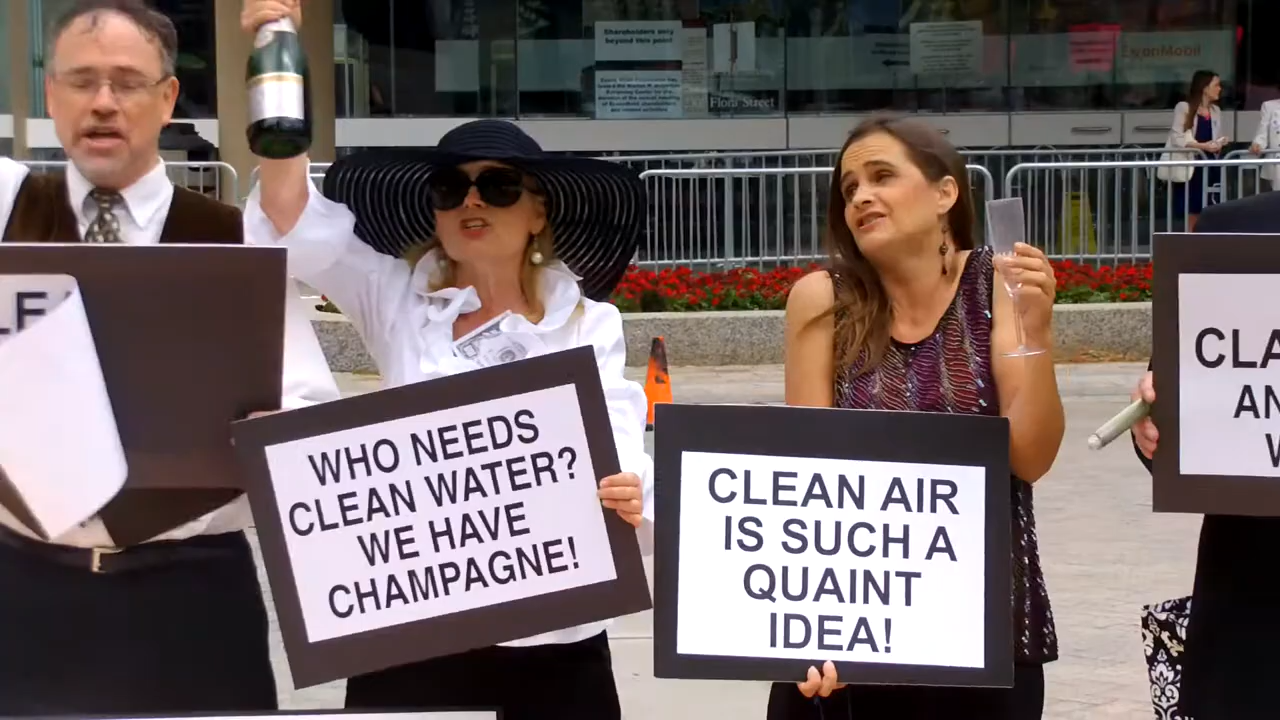 Shareholders only
beyond this point
Flora Street
ExxonMobil
LE
WHO NEEDS
CLEAN WATER?
WE HAVE
CHAMPAGNE!
CLEAN AIR
IS SUCH A
QUAINT
IDEA!
CLA
AN
W